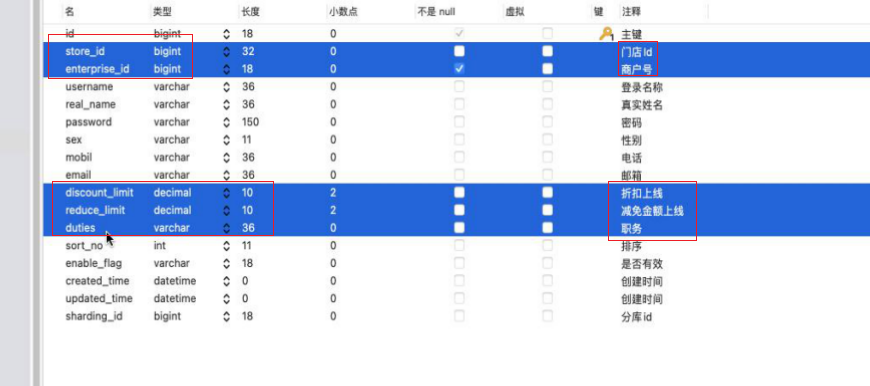 名 类型 长度 小数点 不是 null 虚拟 键 注释
id bigint 18 0 主键
store_id bigint 32 0 门店Id
enterprise_id bigint 18 0 商户号
username varchar 36 0 登录名称
real_name varchar 36 0 真实姓名
password varchar 150 0 密码
sex varchar 11 0 性别
mobil varchar 36 0 电话
email varchar 36 0 邮箱
discount_limit decimal 10 2 折扣上线
reduce_limit decimal 10 2 减免金额上线
duties varchar 36 0 职务
sort_no int 11 0 排序
enable_flag varchar 18 0 是否有效
created_time datetime 0 0 创建时间
updated_time datetime 0 0 创建时间
sharding_id bigint 18 0 分库id